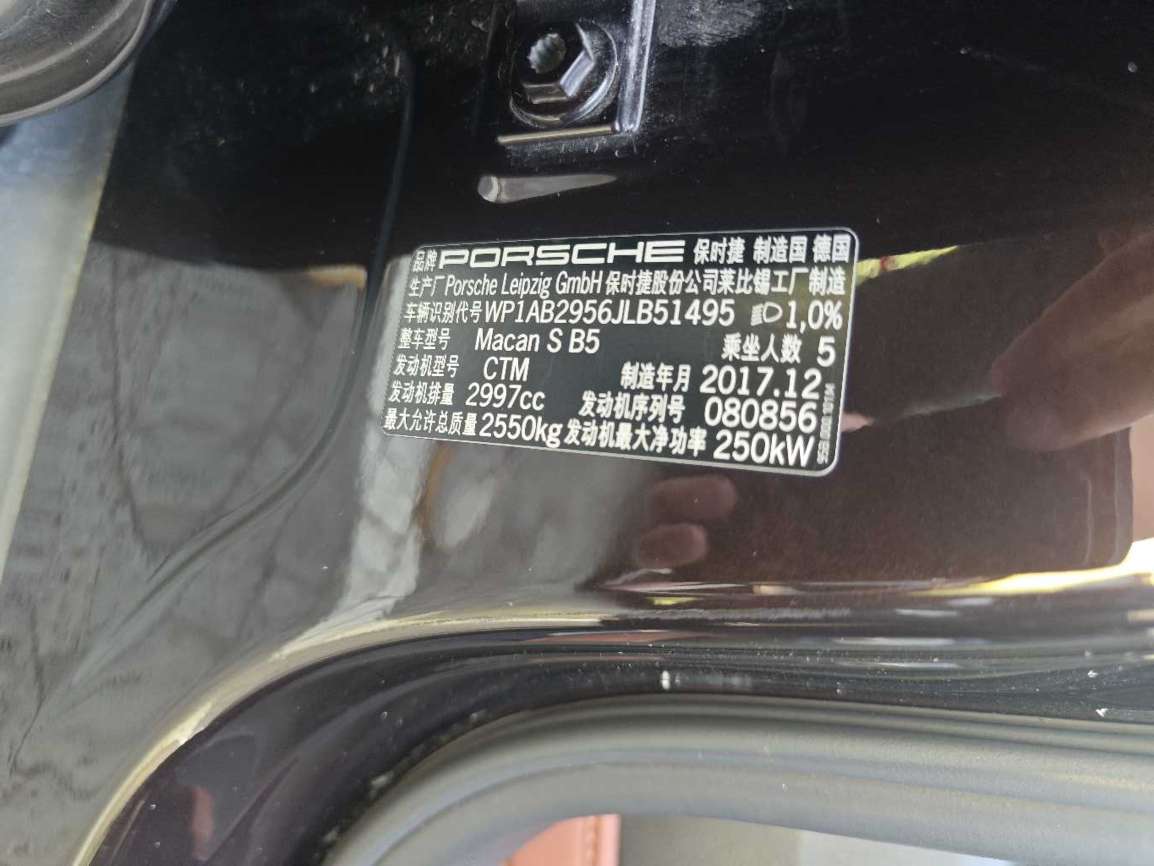 品牌 PORSCHE 保时捷 制造国 德国
生产厂 Porsche Leipzig GmbH 保时捷股份公司莱比锡工厂制造
车辆识别代号 WP1AB2956JLB51495 1,0%
整车型号 Macan S B5 乘坐人数 5
发动机型号 CTM 制造年月 2017.12
发动机排量 2997cc 发动机序列号 080856
最大允许总质量 2550kg 发动机最大净功率 250kW